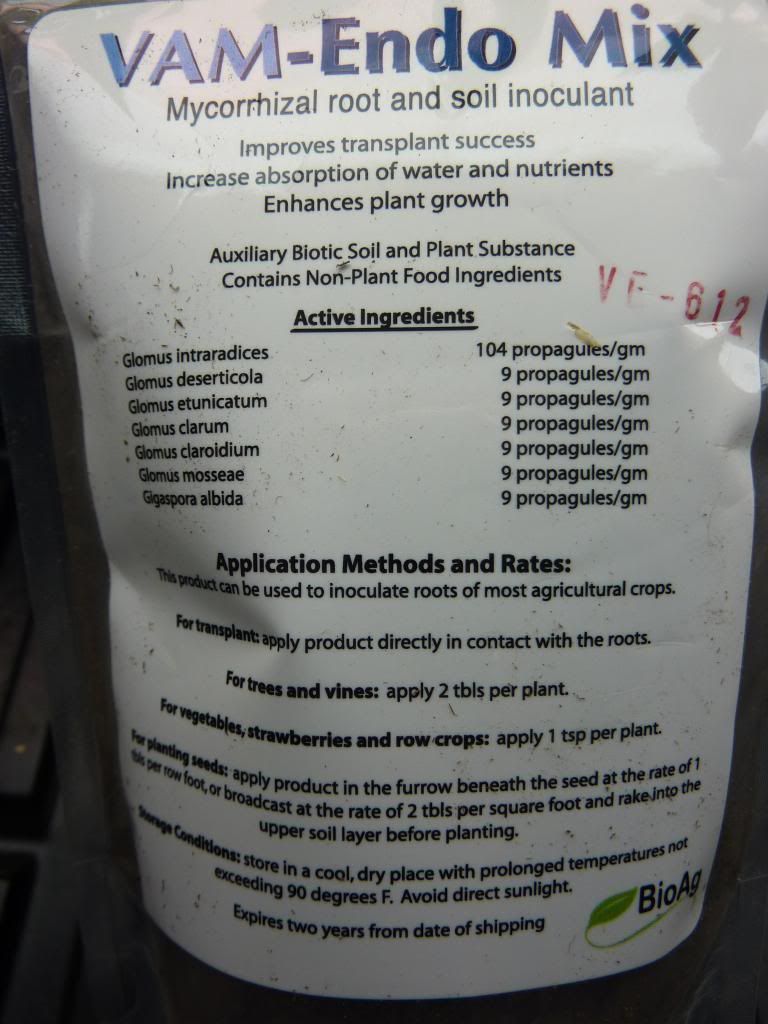 VAM-Endo Mix
Mycorrhizal root and soil inoculant
Improves transplant success
Increase absorption of water and nutrients
Enhances plant growth
Auxiliary Biotic Soil and Plant Substance
Contains Non-Plant Food Ingredients
VE-612
Active Ingredients
Glomus intraradices 104 propagules/gm
Glomus deserticola 9 propagules/gm
Glomus etunicatum 9 propagules/gm
Glomus clarum 9 propagules/gm
Glomus claroidium 9 propagules/gm
Glomus mosseae 9 propagules/gm
Gigaspora albida 9 propagules/gm
Application Methods and Rates:
This product can be used to inoculate roots of most agricultural crops.
For transplant: apply product directly in contact with the roots.
For trees and vines: apply 2 tbls per plant.
For vegetables, strawberries and row crops: apply 1 tsp per plant.
For planting seeds: apply product in the furrow beneath the seed at the rate of 1
tbls per row foot, or broadcast at the rate of 2 tbls per square foot and rake into the
upper soil layer before planting.
Storage Conditions: store in a cool, dry place with prolonged temperatures not
exceeding 90 degrees F. Avoid direct sunlight.
Expires two years from date of shipping
BioAg